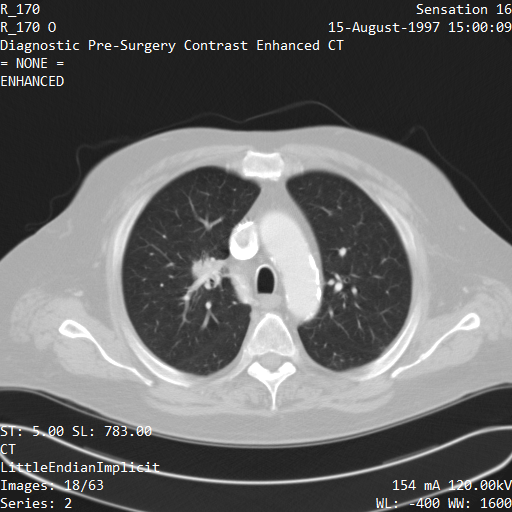 R_170
Sensation 16
R_170 O
15-August-1997 15:00:09
Diagnostic Pre-Surgery Contrast Enhanced CT
= NONE =
ENHANCED
ST: 5.00 SL: 783.00
CT
LittleEndianImplicit
Images: 18/63
154 mA 120.00kV
Series: 2
WL: -400 WW: 1600